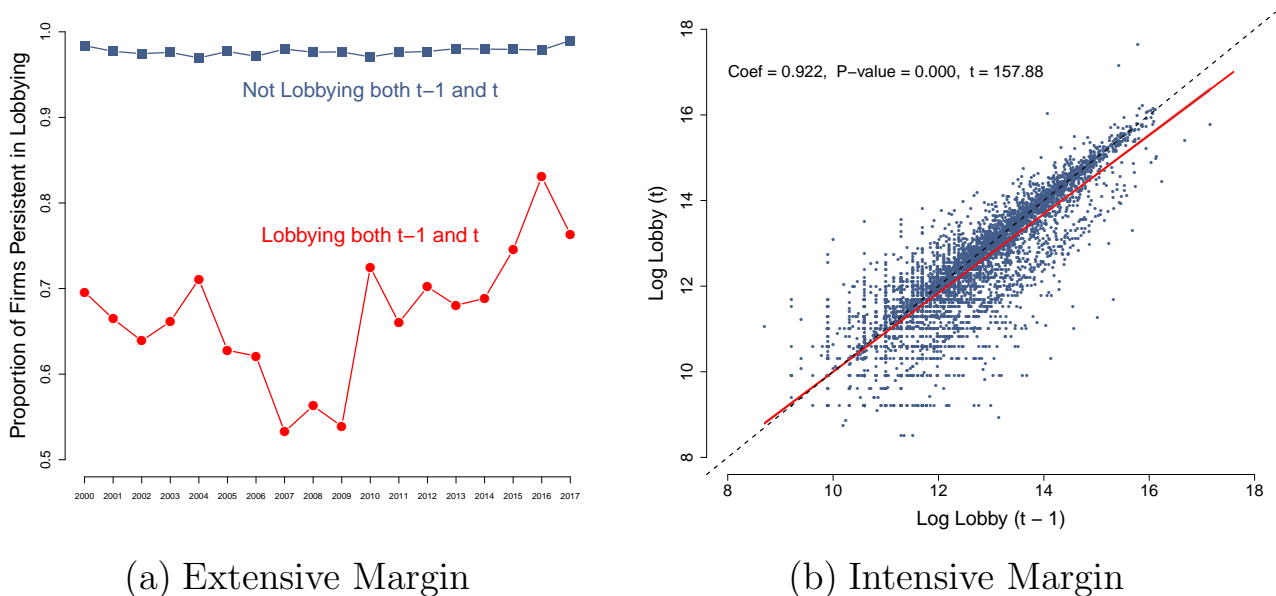 Proportion of Firms Persistent in Lobbying
1.0
0.9
0.8
0.7
0.6
0.5
Not Lobbying both t−1 and t
Lobbying both t−1 and t
2000 2001 2002 2003 2004 2005 2006 2007 2008 2009 2010 2011 2012 2013 2014 2015 2016 2017
(a) Extensive Margin
Log Lobby (t)
18
16
14
12
10
8
Coef = 0.922, P−value = 0.000, t = 157.88
8 10 12 14 16 18
Log Lobby (t − 1)
(b) Intensive Margin